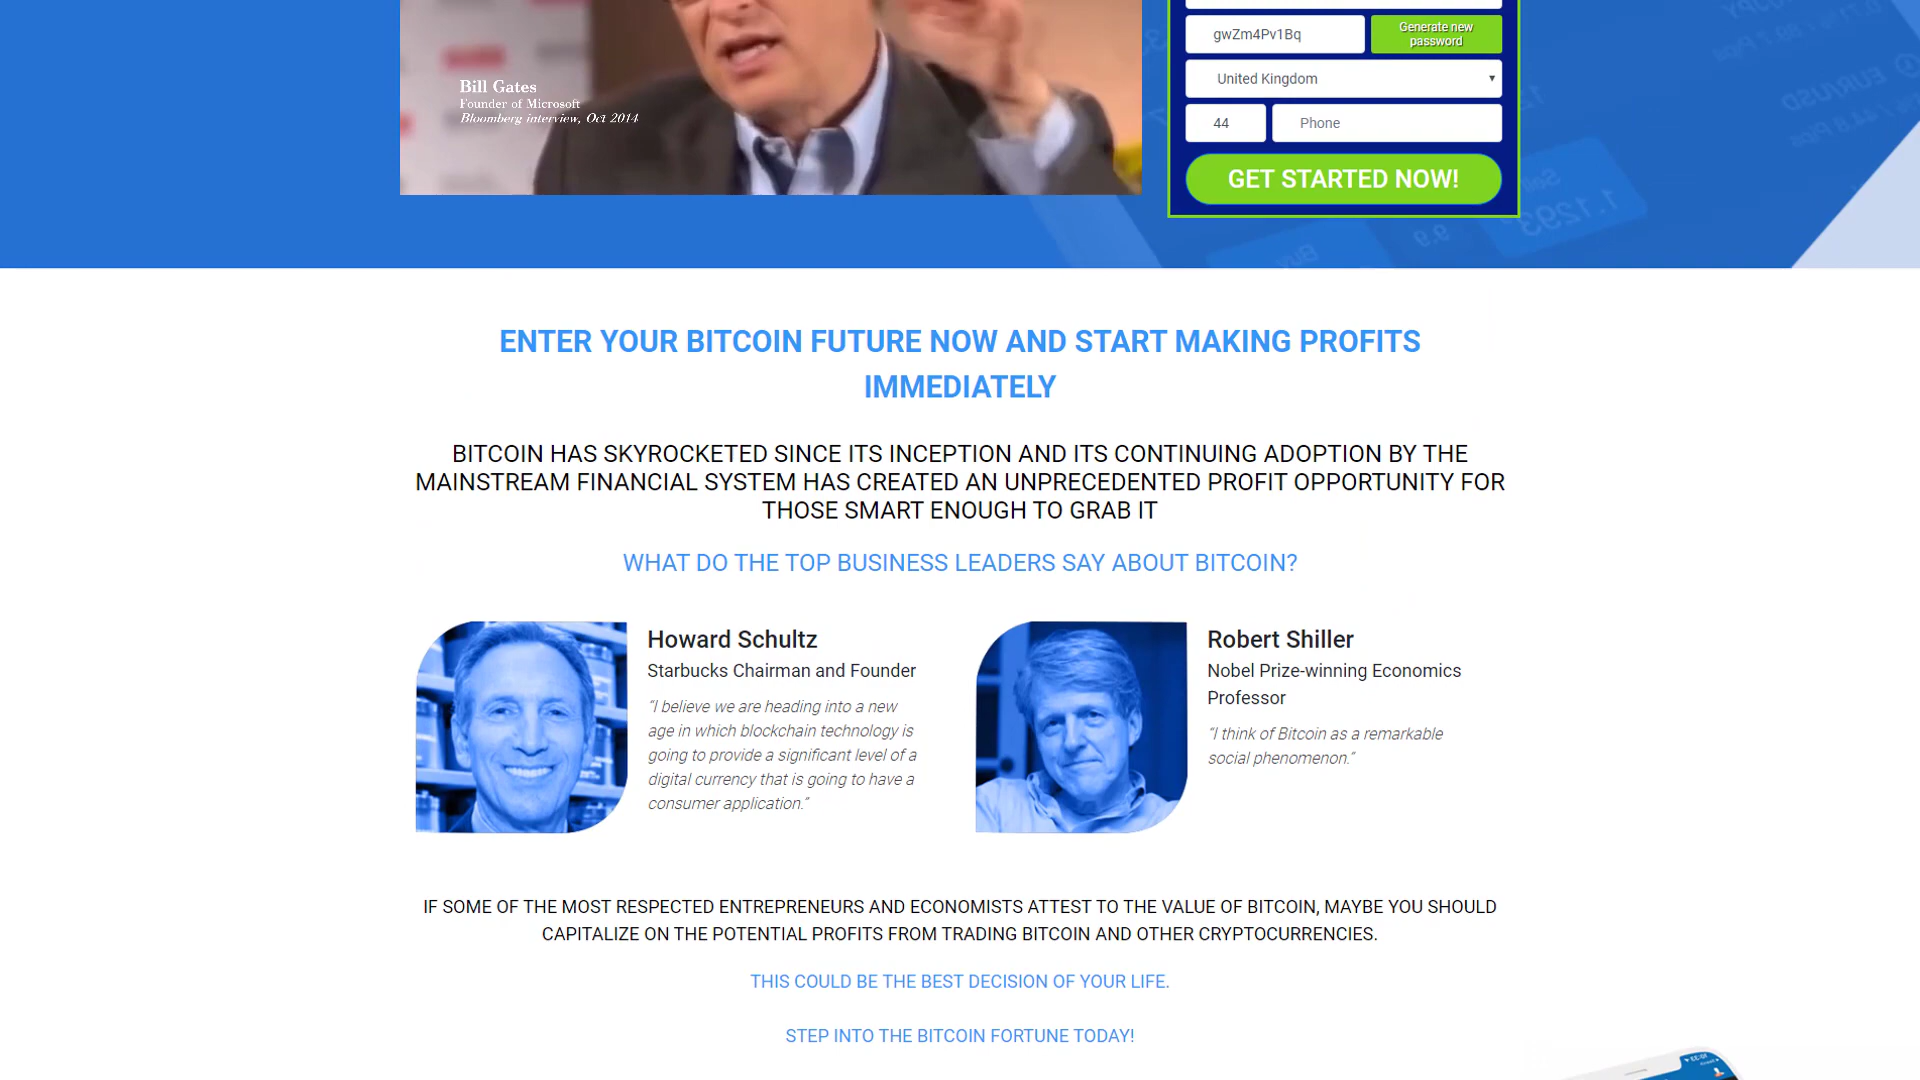 Bill Gates
Founder of Microsoft
Bloomberg interview, Oct 2014
gwZm4Pv1Bq
Generate new
password
United Kingdom
44
Phone
GET STARTED NOW!
EUR/USD
Sell
1.1293
9.9
Buy
ENTER YOUR BITCOIN FUTURE NOW AND START MAKING PROFITS
IMMEDIATELY
BITCOIN HAS SKYROCKETED SINCE ITS INCEPTION AND ITS CONTINUING ADOPTION BY THE
MAINSTREAM FINANCIAL SYSTEM HAS CREATED AN UNPRECEDENTED PROFIT OPPORTUNITY FOR
THOSE SMART ENOUGH TO GRAB IT
WHAT DO THE TOP BUSINESS LEADERS SAY ABOUT BITCOIN?
Howard Schultz
Starbucks Chairman and Founder
“I believe we are heading into a new
age in which blockchain technology is
going to provide a significant level of a
digital currency that is going to have a
consumer application.”
Robert Shiller
Nobel Prize-winning Economics
Professor
“I think of Bitcoin as a remarkable
social phenomenon.”
IF SOME OF THE MOST RESPECTED ENTREPRENEURS AND ECONOMISTS ATTEST TO THE VALUE OF BITCOIN, MAYBE YOU SHOULD
CAPITALIZE ON THE POTENTIAL PROFITS FROM TRADING BITCOIN AND OTHER CRYPTOCURRENCIES.
THIS COULD BE THE BEST DECISION OF YOUR LIFE.
STEP INTO THE BITCOIN FORTUNE TODAY!